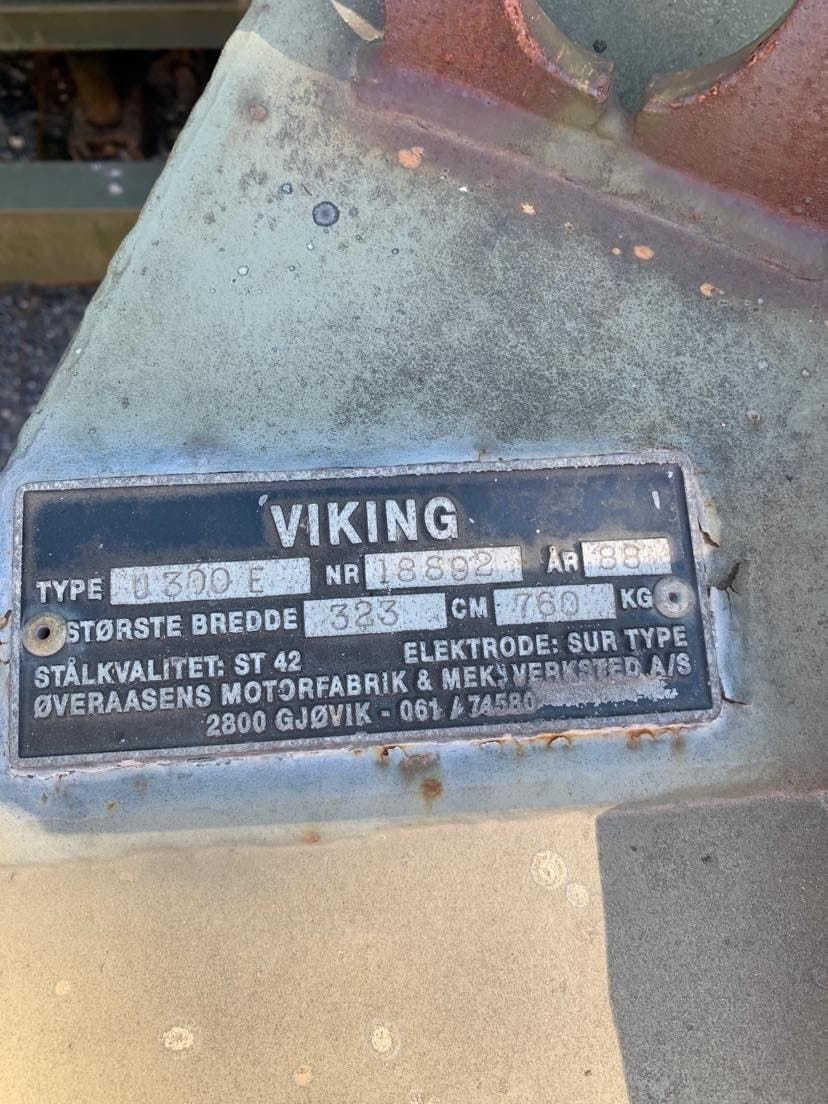 VIKING
TYPE U 300 E NR 18892 ÅR 88
STØRSTE BREDDE 323 CM 760 KG
STÅLKVALITET: ST 42 ELEKTRODE: SUR TYPE
ØVERAASENS MOTORFABRIK & MEK. VERKSTED A/S
2800 GJØVIK - 061 / 74580